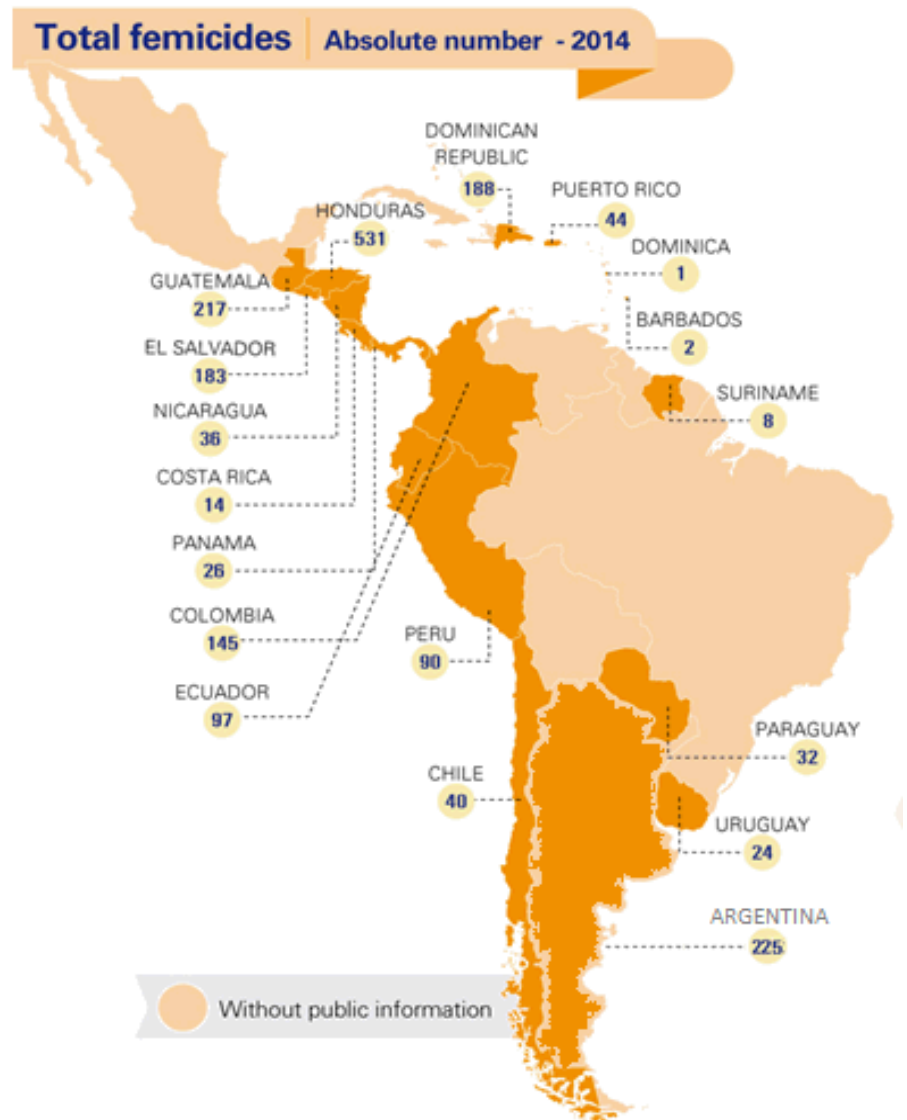 Total femicides | Absolute number - 2014
DOMINICAN
REPUBLIC
188
PUERTO RICO
44
HONDURAS
531
DOMINICA
1
GUATEMALA
217
BARBADOS
2
EL SALVADOR
183
SURINAME
8
NICARAGUA
36
COSTA RICA
14
PANAMA
26
COLOMBIA
145
PERU
90
ECUADOR
97
PARAGUAY
32
CHILE
40
URUGUAY
24
ARGENTINA
225
Without public information